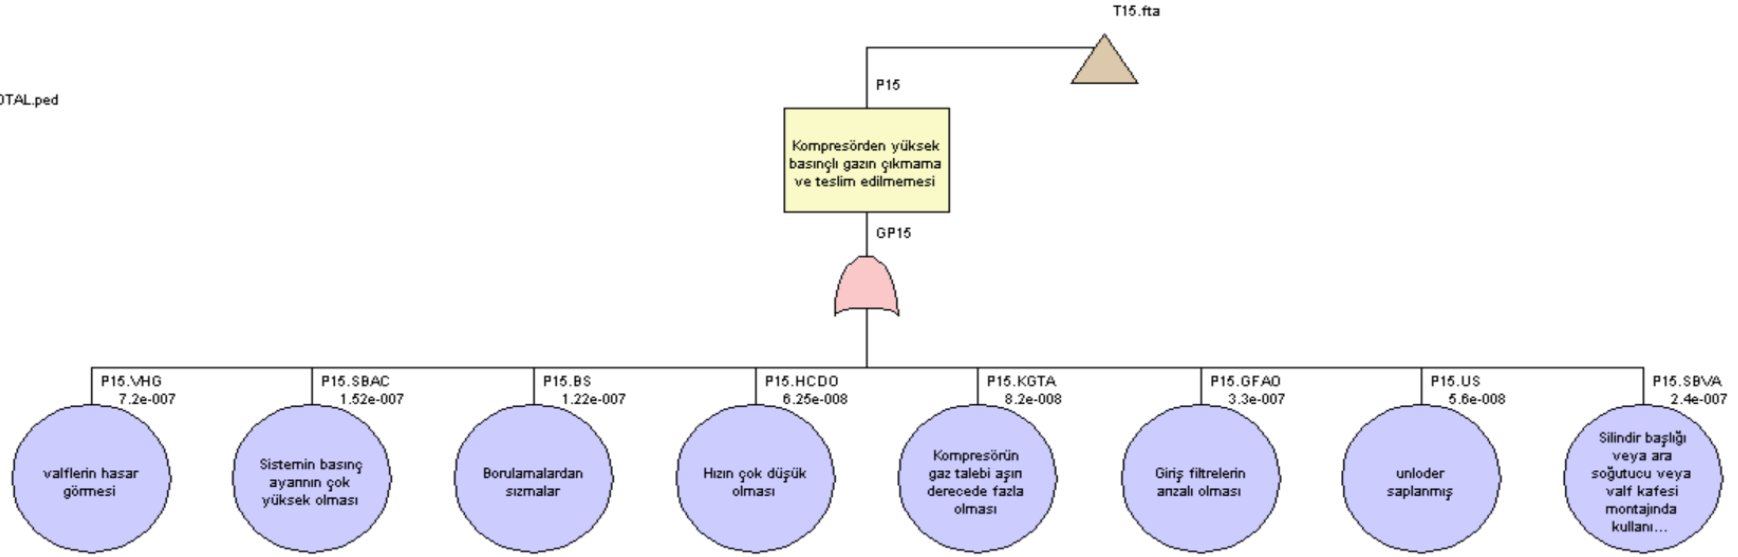 T15.fta
OTAL.ped
P15
Kompresörden yüksek
basınçlı gazın çıkmama
ve teslim edilmemesi
GP15
P15.VHG
7.2e-007
P15.SBAC
1.52e-007
P15.BS
1.22e-007
P15.HCDO
6.25e-008
P15.KGTA
8.2e-008
P15.GFAO
3.3e-007
P15.US
5.6e-008
P15.SBVA
2.4e-007
valflerin hasar
görmesi
Sistemin basınç
ayarının çok
yüksek olması
Borulamalardan
sızmalar
Hızın çok düşük
olması
Kompresörün
gaz talebi aşırı
derecede fazla
olması
Giriş filtrelerin
arızalı olması
unloder
saplanmış
Silindir başlığı
veya ara
soğutucu veya
valf kafesi
montajında
kullanı...